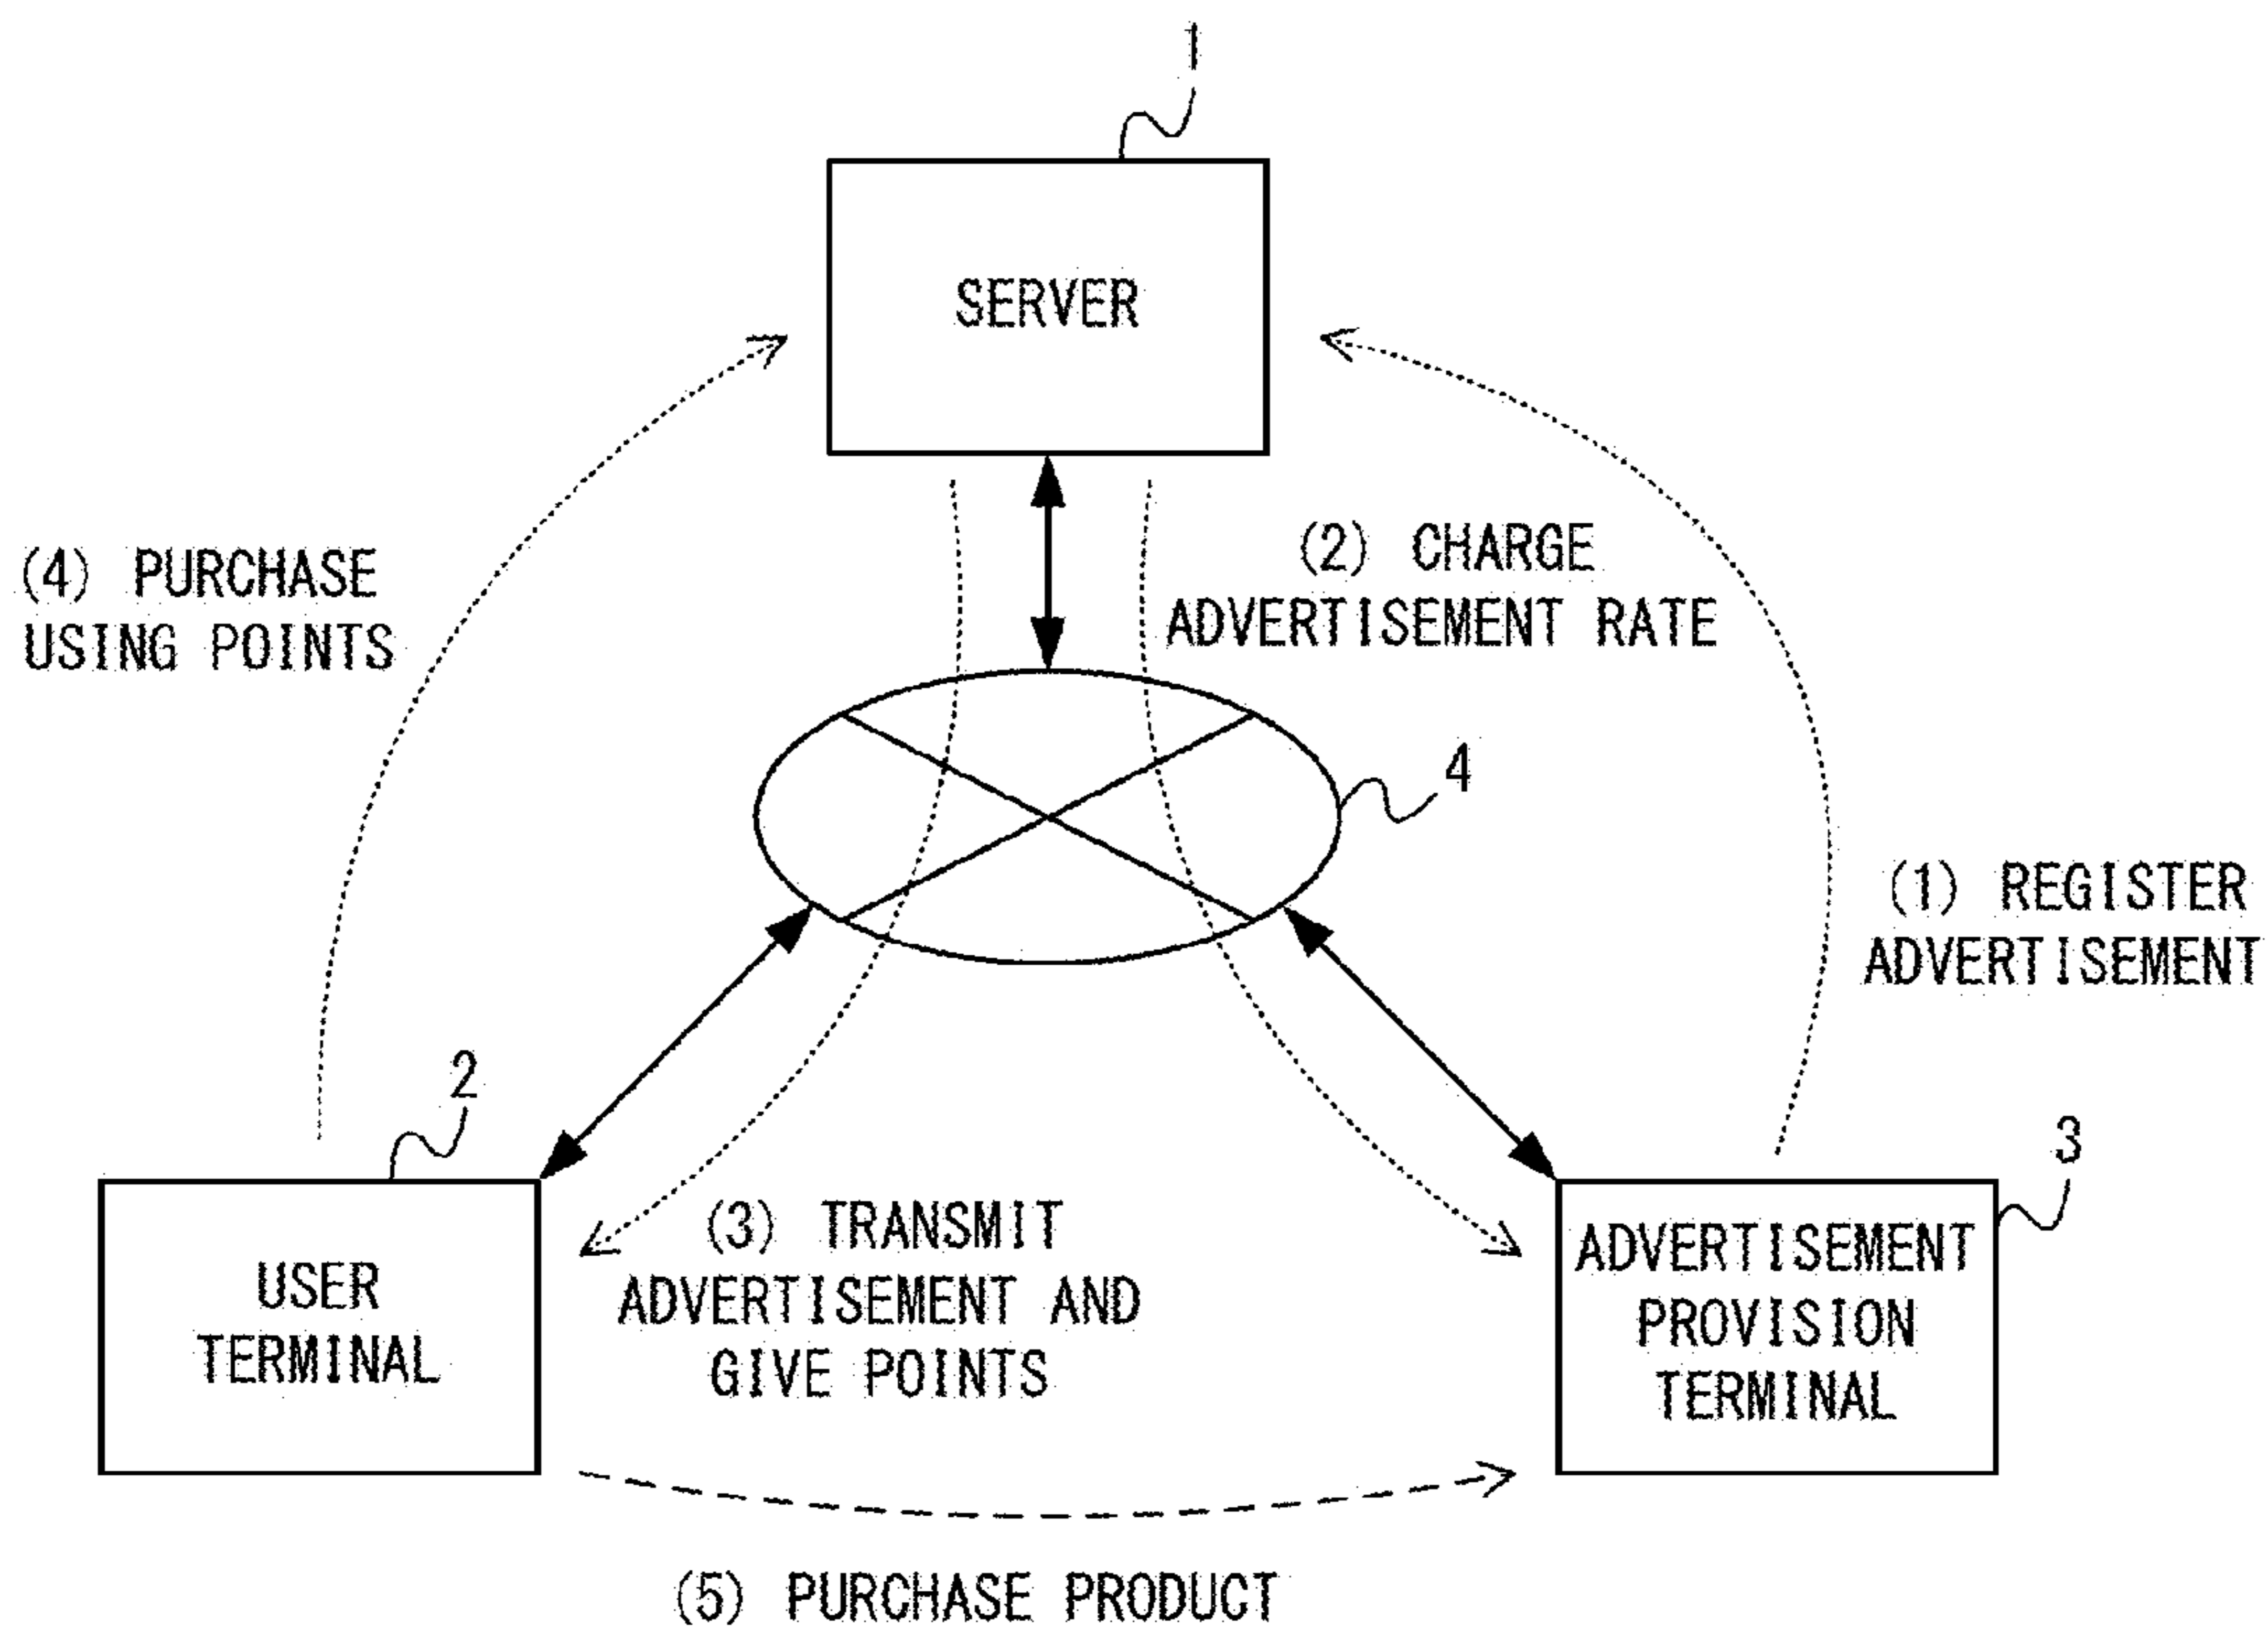 1
SERVER
(4) PURCHASE
USING POINTS
(2) CHARGE
ADVERTISEMENT RATE
4
(1) REGISTER
ADVERTISEMENT
2
3
USER
TERMINAL
(3) TRANSMIT
ADVERTISEMENT AND
GIVE POINTS
ADVERTISEMENT
PROVISION
TERMINAL
(5) PURCHASE PRODUCT